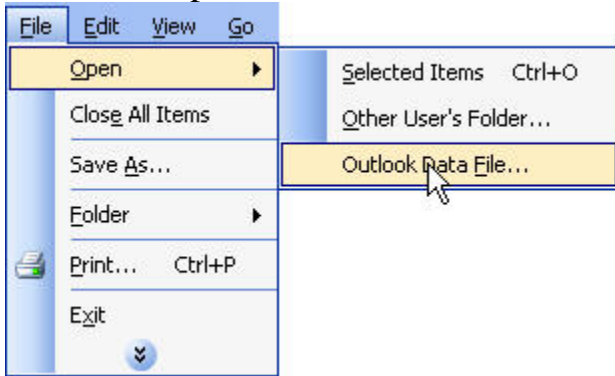 File Edit View Go
Open
Close All Items
Save As...
Folder
Print... Ctrl+P
Exit
Selected Items Ctrl+O
Other User's Folder...
Outlook Data File...